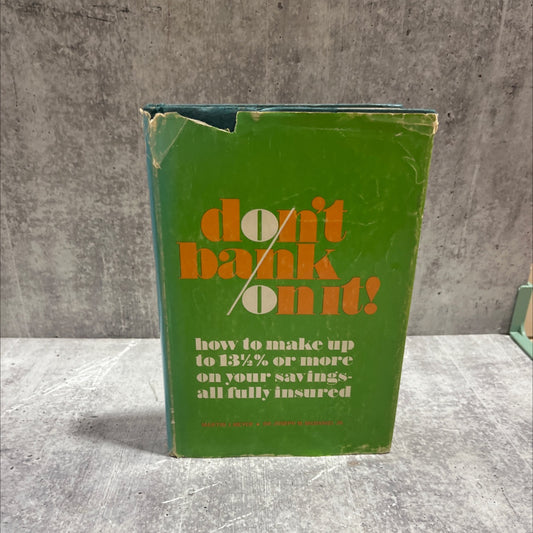 don't
bank
on it!
how to make up
to 13½% or more
on your savings-
all fully insured